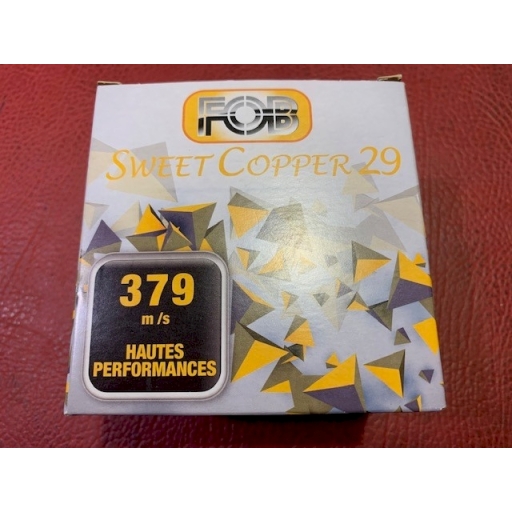 FOB
SWEET COPPER 29
379
m/s
HAUTES
PERFORMANCES